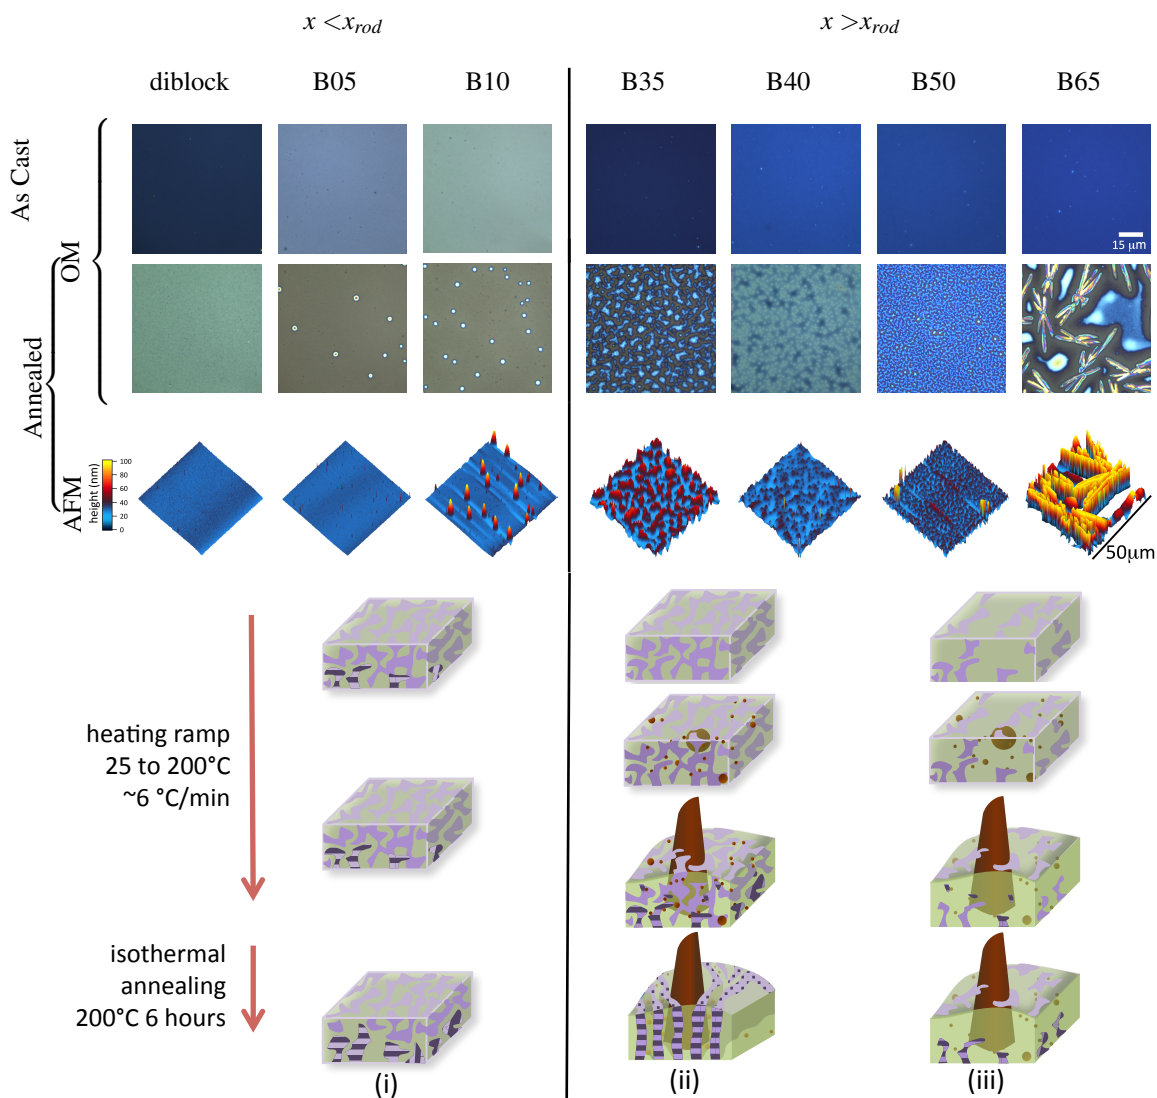 x < x_rod
x > x_rod
diblock
B05
B10
B35
B40
B50
B65
As Cast
OM
15 µm
Annealed
AFM
height (nm)
100
80
60
40
20
0
50µm
heating ramp
25 to 200°C
~6 °C/min
isothermal
annealing
200°C 6 hours
(i)
(ii)
(iii)